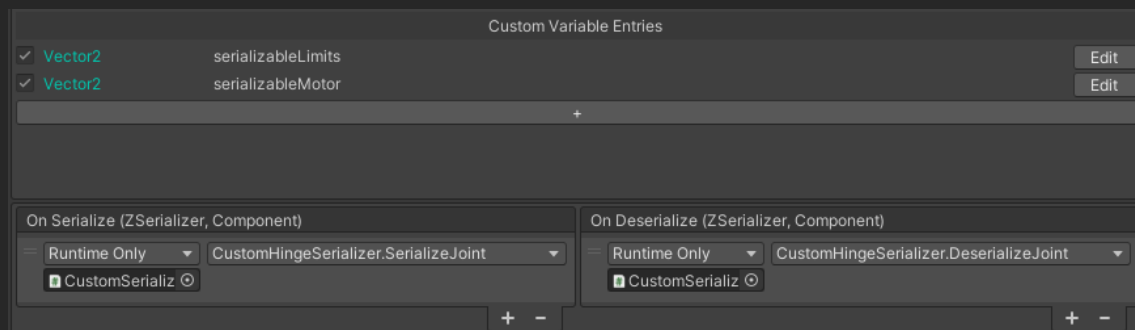 Custom Variable Entries
Vector2 serializableLimits Edit
Vector2 serializableMotor Edit
+
On Serialize (ZSerializer, Component) On Deserialize (ZSerializer, Component)
Runtime Only CustomHingeSerializer.SerializeJoint Runtime Only CustomHingeSerializer.DeserializeJoint
CustomSerializ CustomSerializ
+ − + −